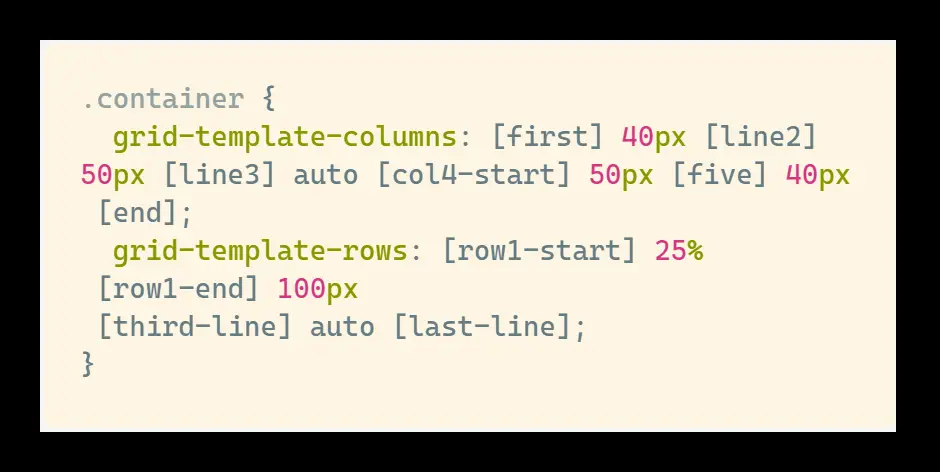 .container {
grid-template-columns: [first] 40px [line2]
50px [line3] auto [col4-start] 50px [five] 40px
[end];
grid-template-rows: [row1-start] 25%
[row1-end] 100px
[third-line] auto [last-line];
}